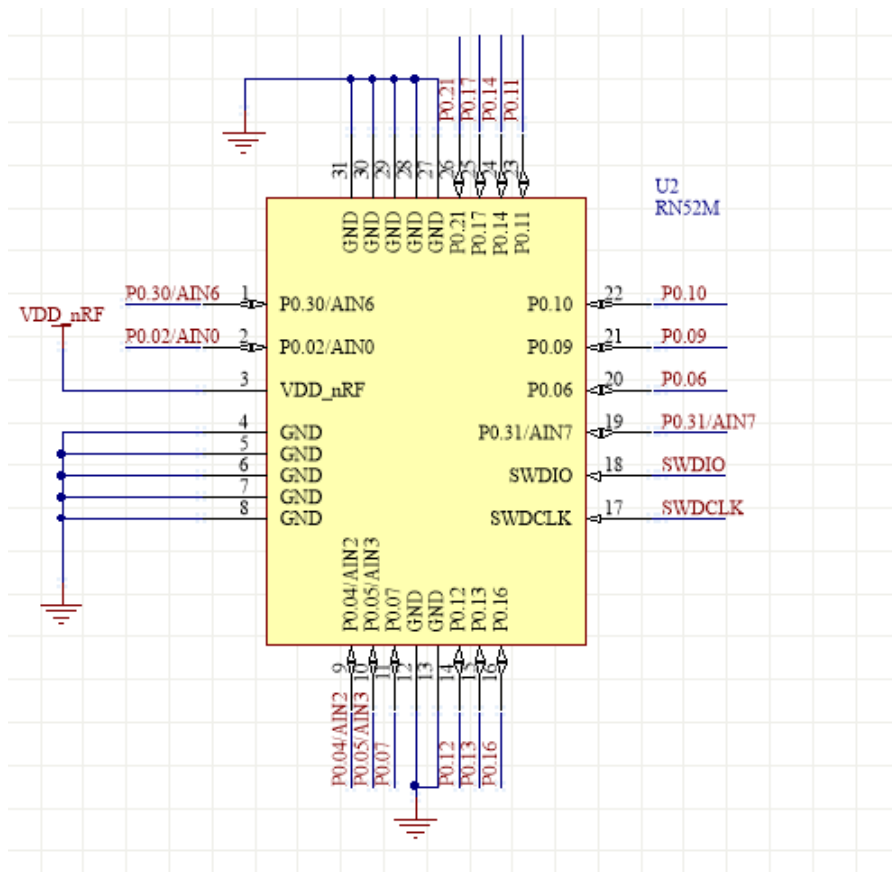 P0.21
P0.17
P0.14
P0.11
31
30
29
28
27
26
25
24
23
U2
RN52M
GND
GND
GND
GND
GND
P0.21
P0.17
P0.14
P0.11
P0.30/AIN6
1
P0.30/AIN6
P0.10
22
P0.10
VDD_nRF
P0.02/AIN0
2
P0.02/AIN0
P0.09
21
P0.09
3
VDD_nRF
P0.06
20
P0.06
4
GND
P0.31/AIN7
19
P0.31/AIN7
5
GND
6
GND
SWDIO
18
SWDIO
7
GND
8
GND
SWDCLK
17
SWDCLK
P0.04/AIN2
P0.05/AIN3
P0.07
GND
GND
P0.12
P0.13
P0.16
9
10
11
12
13
14
15
16
P0.04/AIN2
P0.05/AIN3
P0.07
P0.12
P0.13
P0.16